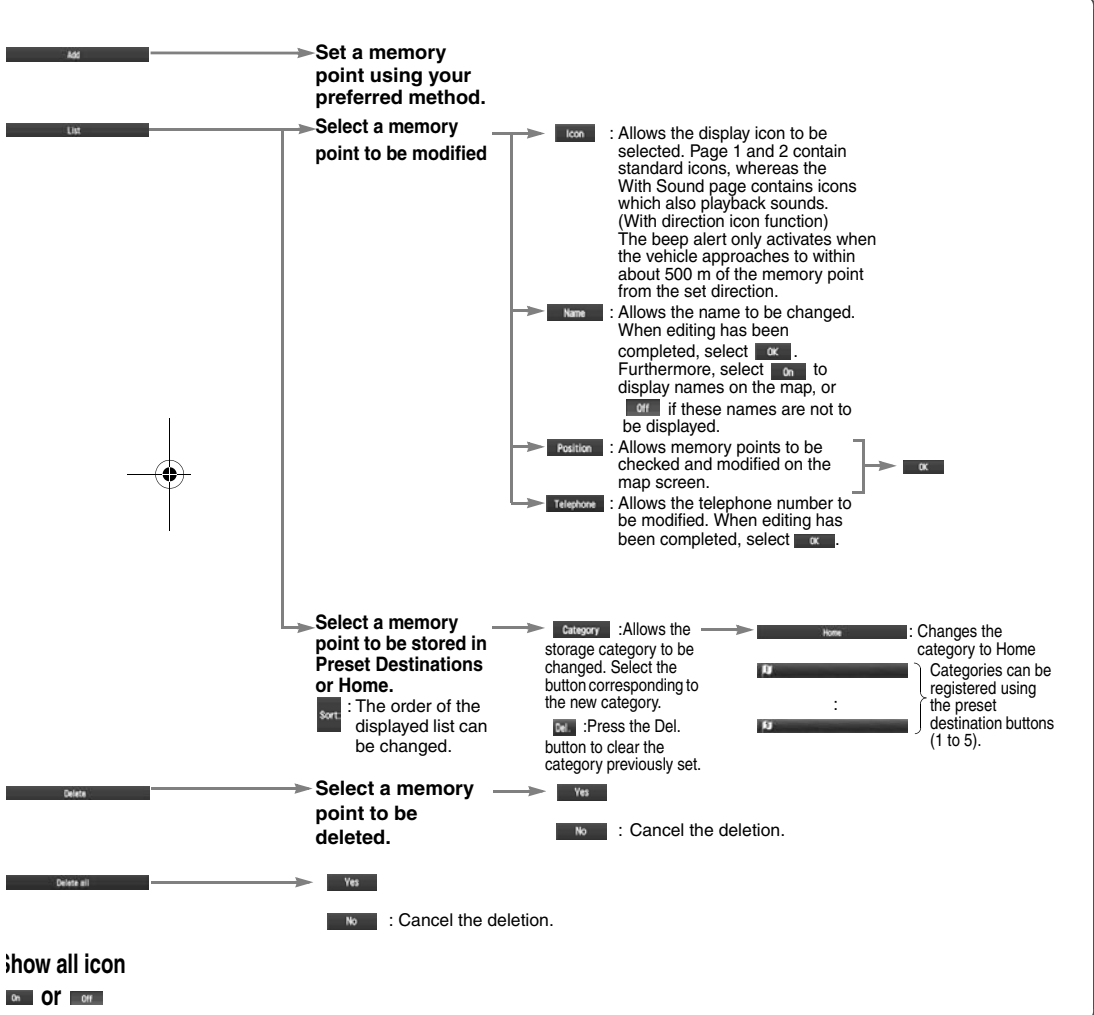 Add
Set a memory
point using your
preferred method.
List
Select a memory
point to be modified
Icon : Allows the display icon to be
selected. Page 1 and 2 contain
standard icons, whereas the
With Sound page contains icons
which also playback sounds.
(With direction icon function)
The beep alert only activates when
the vehicle approaches to within
about 500 m of the memory point
from the set direction.
Name : Allows the name to be changed.
When editing has been
completed, select OK .
Furthermore, select On to
display names on the map, or
Off if these names are not to
be displayed.
Position : Allows memory points to be
checked and modified on the
map screen.
OK
Telephone : Allows the telephone number to
be modified. When editing has
been completed, select OK .
Select a memory
point to be stored in
Preset Destinations
or Home.
Sort. : The order of the
displayed list can
be changed.
Category :Allows the
storage category to be
changed. Select the
button corresponding to
the new category.
Del. :Press the Del.
button to clear the
category previously set.
Home : Changes the
category to Home
:
Categories can be
registered using
the preset
destination buttons
(1 to 5).
Delete
Select a memory
point to be
deleted.
Yes
No : Cancel the deletion.
Delete all
Yes
No : Cancel the deletion.
Show all icon
On or Off